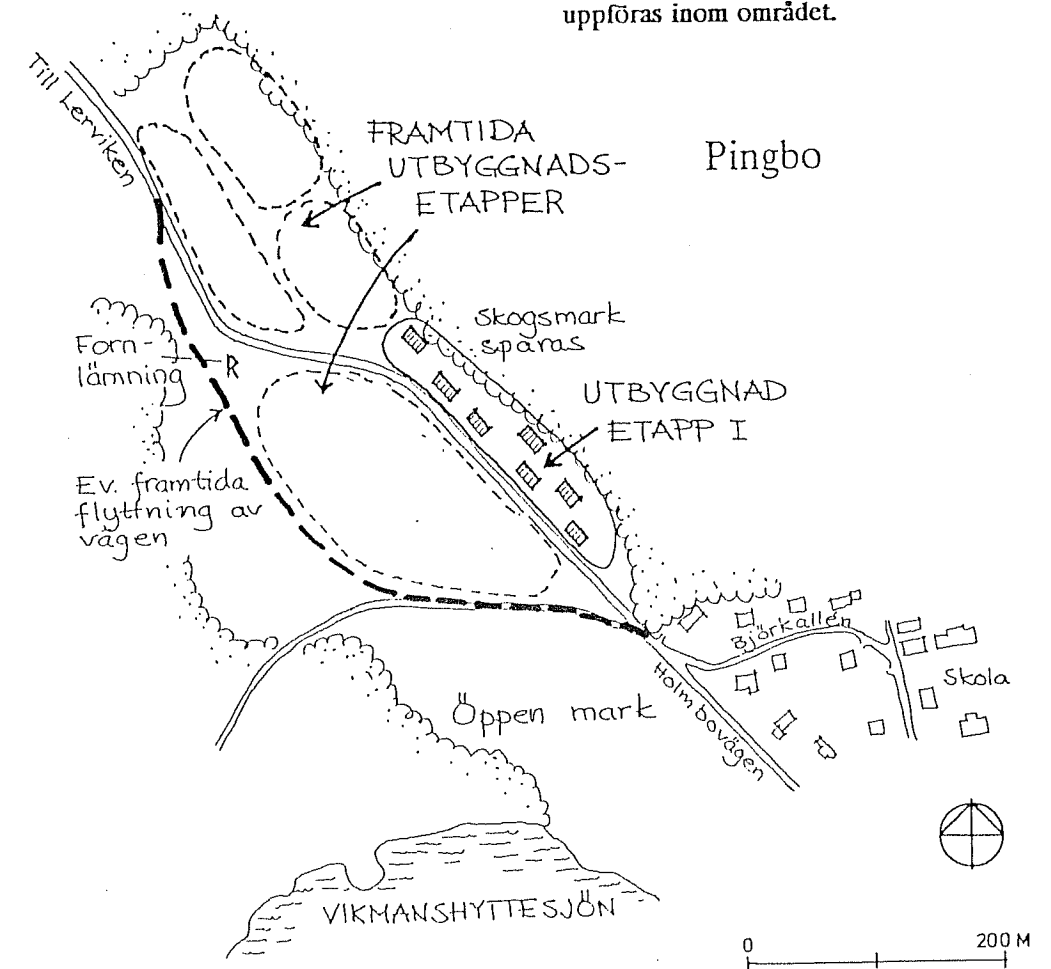 uppföras inom området.
Till Lerviken
FRAMTIDA
UTBYGGNADS-
ETAPPER
Pingbo
Skogsmark
sparas
Forn-
lämning
R
UTBYGGNAD
ETAPP I
Ev. framtida
flyttning av
vägen
Björkallén
Skola
Holmbovägen
Öppen mark
VIKMANSHYTTESJÖN
0
200 M